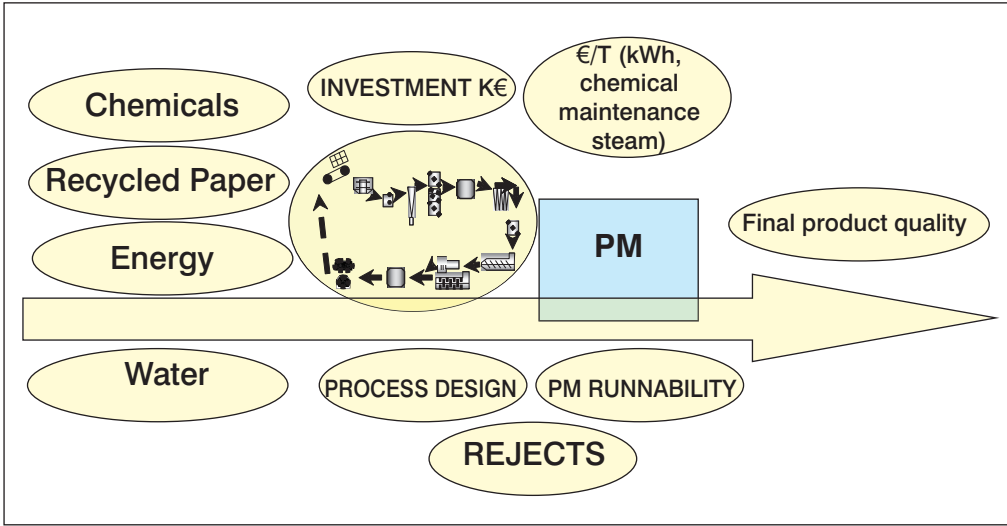 Chemicals
Recycled Paper
Energy
Water
INVESTMENT K€
€/T (kWh,
chemical
maintenance
steam)
PM
Final product quality
PROCESS DESIGN
PM RUNNABILITY
REJECTS